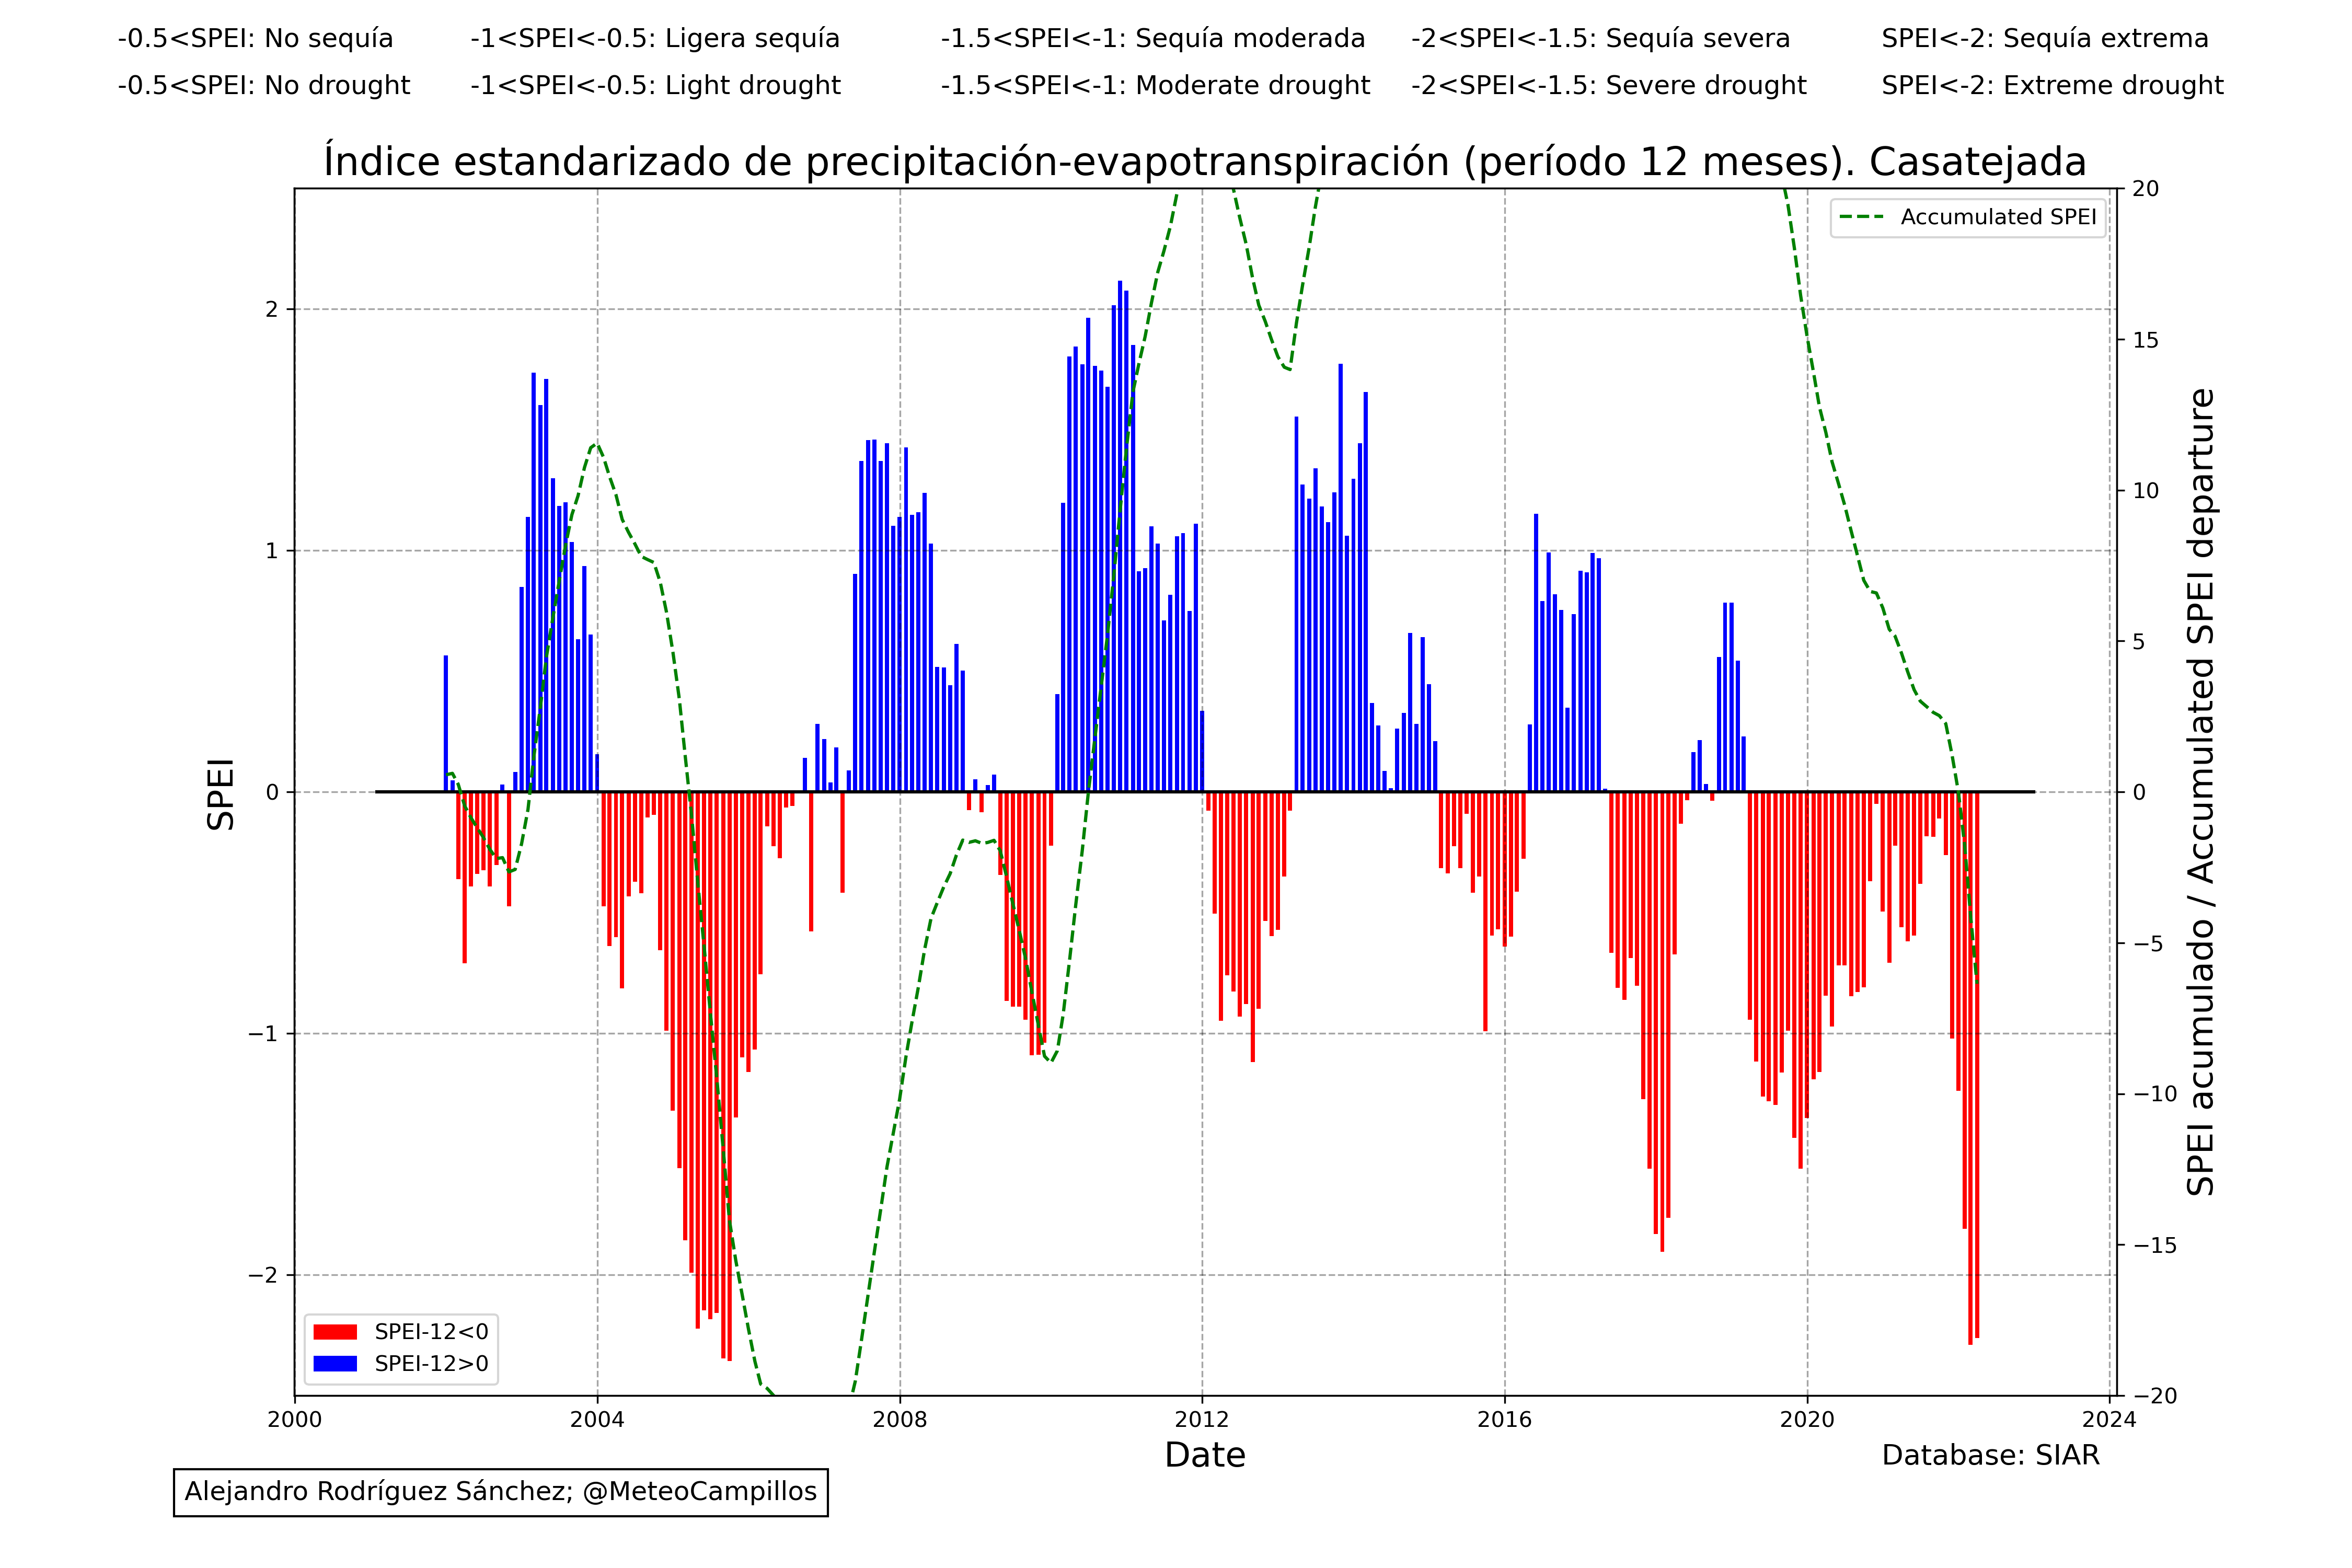 -0.5<SPEI: No sequía -1<SPEI<-0.5: Ligera sequía -1.5<SPEI<-1: Sequía moderada -2<SPEI<-1.5: Sequía severa SPEI<-2: Sequía extrema
-0.5<SPEI: No drought -1<SPEI<-0.5: Light drought -1.5<SPEI<-1: Moderate drought -2<SPEI<-1.5: Severe drought SPEI<-2: Extreme drought
Índice estandarizado de precipitación-evapotranspiración (período 12 meses). Casatejada
Accumulated SPEI
SPEI
2
1
0
−1
−2
20
15
10
5
0
−5
−10
−15
−20
SPEI acumulado / Accumulated SPEI departure
SPEI-12<0
SPEI-12>0
2000 2004 2008 2012 2016 2020 2024
Date
Database: SIAR
Alejandro Rodríguez Sánchez; @MeteoCampillos